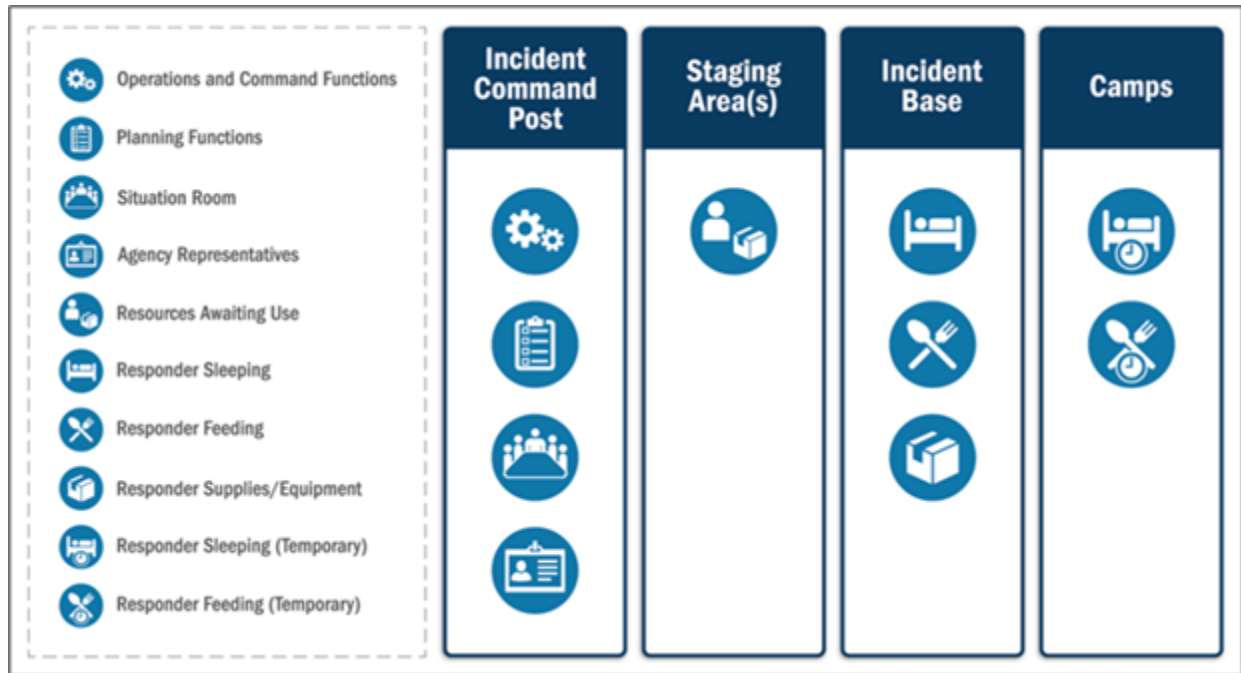 Operations and Command Functions
Planning Functions
Situation Room
Agency Representatives
Resources Awaiting Use
Responder Sleeping
Responder Feeding
Responder Supplies/Equipment
Responder Sleeping (Temporary)
Responder Feeding (Temporary)
Incident
Command
Post
Staging
Area(s)
Incident
Base
Camps